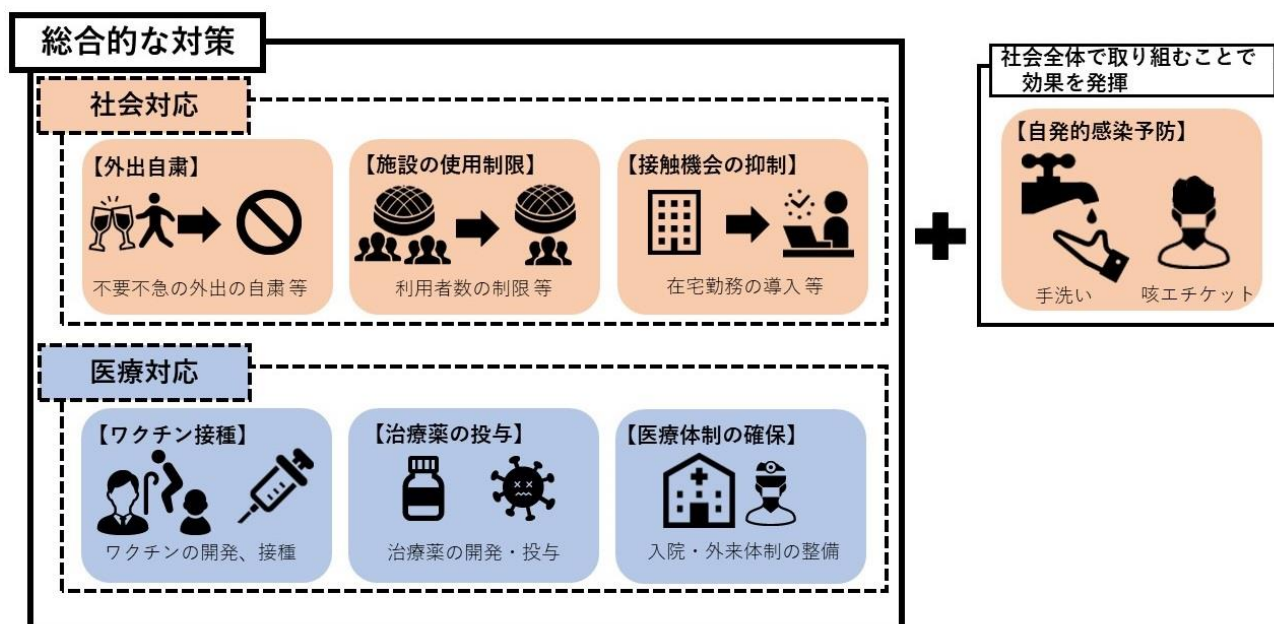 総合的な対策
社会対応
【外出自粛】
不要不急の外出の自粛 等
【施設の使用制限】
利用者数の制限 等
【接触機会の抑制】
在宅勤務の導入 等
医療対応
【ワクチン接種】
ワクチンの開発、接種
【治療薬の投与】
治療薬の開発・投与
【医療体制の確保】
入院・外来体制の整備
社会全体で取り組むことで
効果を発揮
【自発的感染予防】
手洗い
咳エチケット